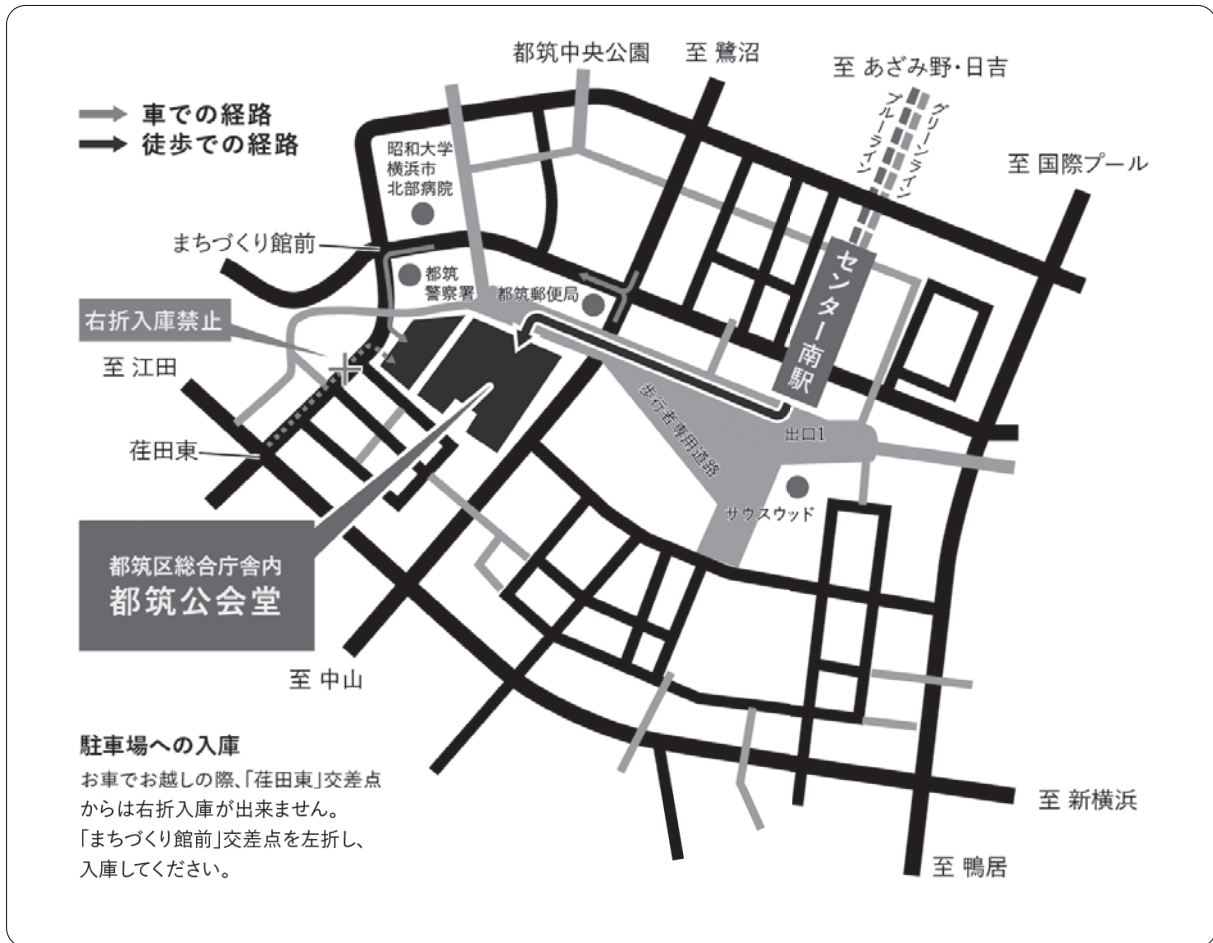 都筑中央公園
至 鷺沼
至 あざみ野・日吉
車での経路
徒歩での経路
ブルーライン
グリーンライン
昭和大学
横浜市
北部病院
至 国際プール
まちづくり館前
都筑
警察署
都筑郵便局
センター南駅
右折入庫禁止
至 江田
歩行者専用道路
出口1
荏田東
サウスウッド
都筑区総合庁舎内
都筑公会堂
至 中山
駐車場への入庫
お車でお越しの際、「荏田東」交差点
からは右折入庫が出来ません。
「まちづくり館前」交差点を左折し、
入庫してください。
至 新横浜
至 鴨居